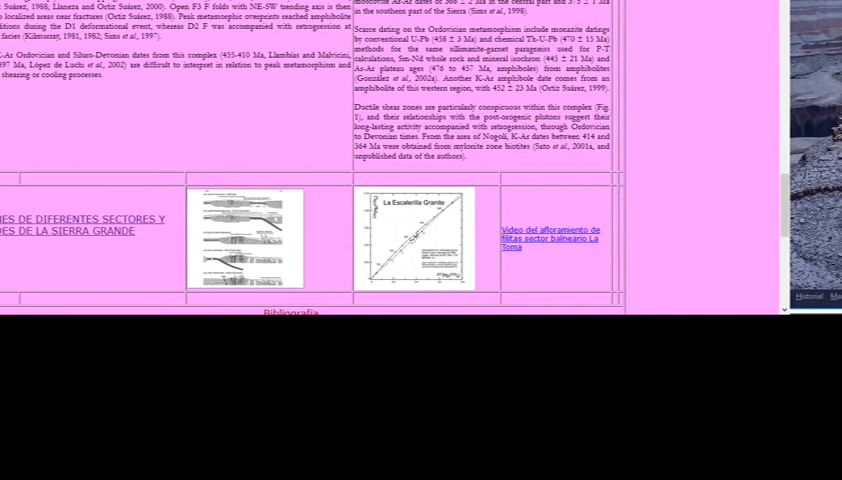 : Suárez, 1988, Llaneza and Ortiz Suárez, 2000). Open F3 F folds with NE-SW trending axis is then
o localized areas near fractures (Ortiz Suárez, 1988). Peak metamorphic overprints reached amphibolite
ditions during the D1 deformational event, whereas D2 F was accompanied with retrogression at
facies (Kilmurray, 1981, 1982; Sims et al., 1997).
K-Ar Ordovician and Siluro-Devonian dates from this complex (455-410 Ma, Llambías and Malvicini,
397 Ma, López de Luchi et al., 2002) are difficult to interpret in relation to peak metamorphism and
shearing or cooling processes.
in the southern part of the Sierra (Sims et al., 1998).
Scarce dating on the Ordovician metamorphism include monazite datings
by conventional U-Pb (458 ± 3 Ma) and chemical Th-U-Pb (470 ± 15 Ma)
methods for the same sillimanite-garnet paragneiss used for P-T
calculations, Sm-Nd whole rock and mineral isochron (445 ± 21 Ma) and
Ar-Ar plateau ages (476 to 457 Ma, amphiboles) from amphibolites
(González et al., 2002a). Another K-Ar amphibole date comes from an
amphibolite of this western region, with 452 ± 23 Ma (Ortiz Suárez, 1999).
Ductile shear zones are particularly conspicuous within this complex (Fig.
1), and their relationships with the post-orogenic plutons suggest their
long-lasting activity accompanied with retrogression, through Ordovician
to Devonian times. From the area of Nogolí, K-Ar dates between 414 and
364 Ma were obtained from mylonite zone biotites (Sato et al., 2001a, and
unpublished data of the authors).
ES DE DIFERENTES SECTORES Y
DES DE LA SIERRA GRANDE
La Escalerilla Granite
Video del afloramiento de
filitas sector balneario La
Toma
Bibliografía
Historial